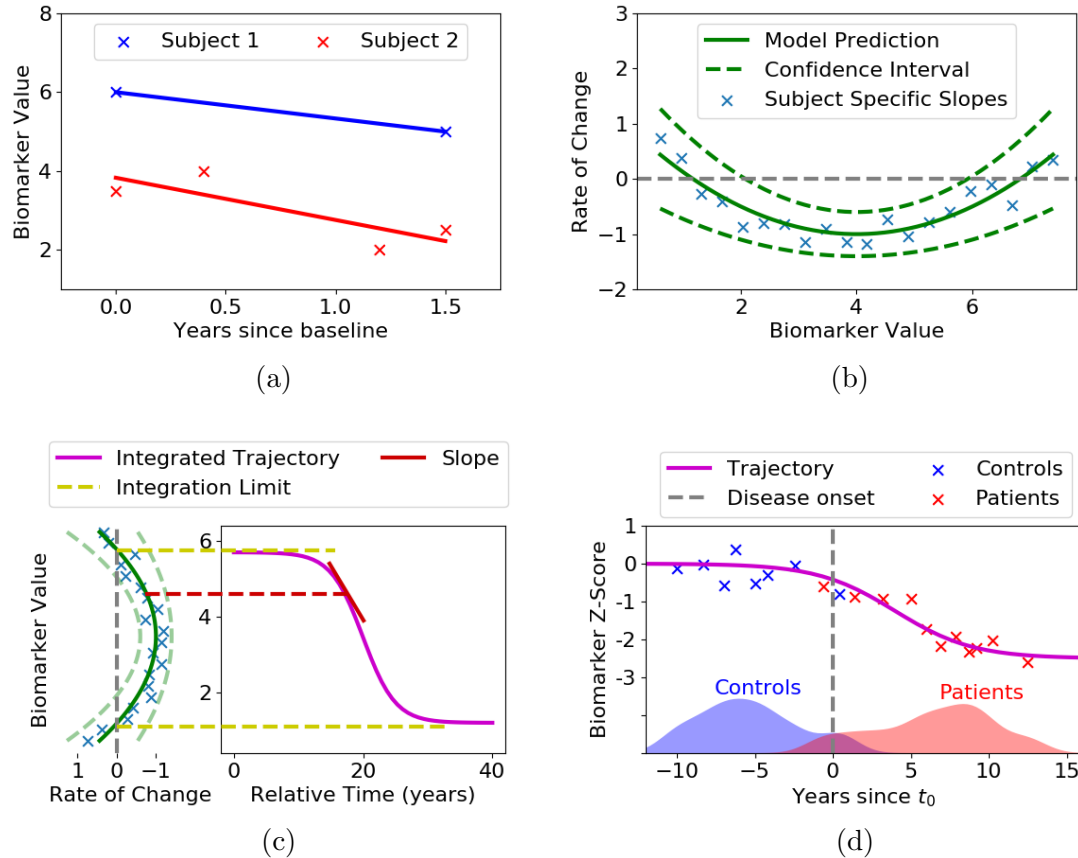 8
6
4
2
Biomarker Value
Subject 1
Subject 2
0.0
0.5
1.0
1.5
Years since baseline
(a)
3
2
1
0
−1
−2
Rate of Change
Model Prediction
Confidence Interval
Subject Specific Slopes
2
4
6
Biomarker Value
(b)
Integrated Trajectory
Slope
Integration Limit
Biomarker Value
1
0
−1
Rate of Change
6
4
2
0
20
40
Relative Time (years)
(c)
Trajectory
Controls
Disease onset
Patients
Biomarker Z-Score
1
0
-1
-2
-3
Controls
Patients
−10
−5
0
5
10
15
Years since t₀
(d)